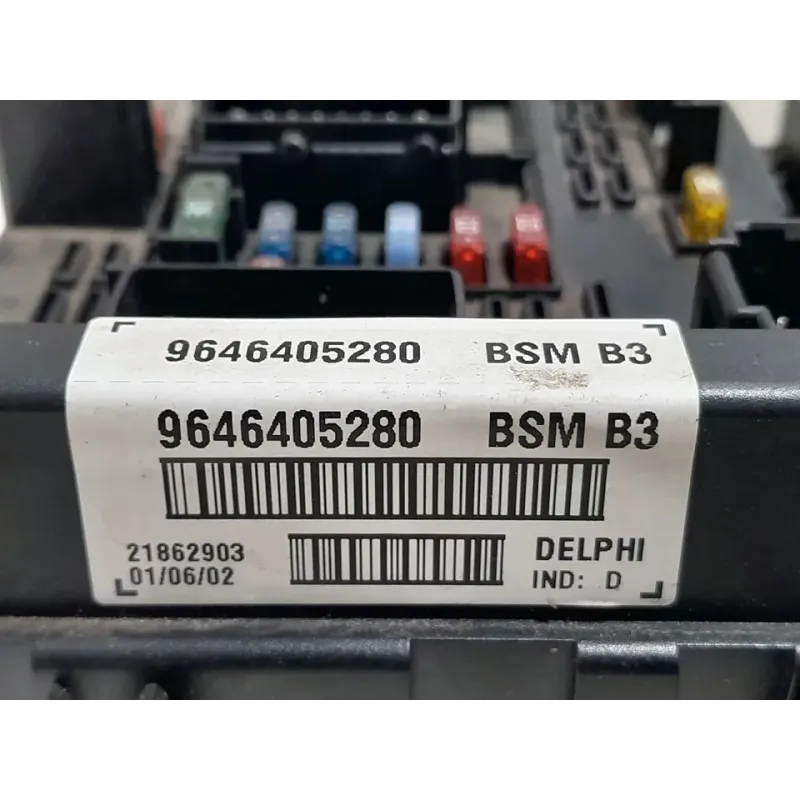 9646405280 BSM B3
9646405280 BSM B3
21862903 DELPHI
01/06/02 IND: D